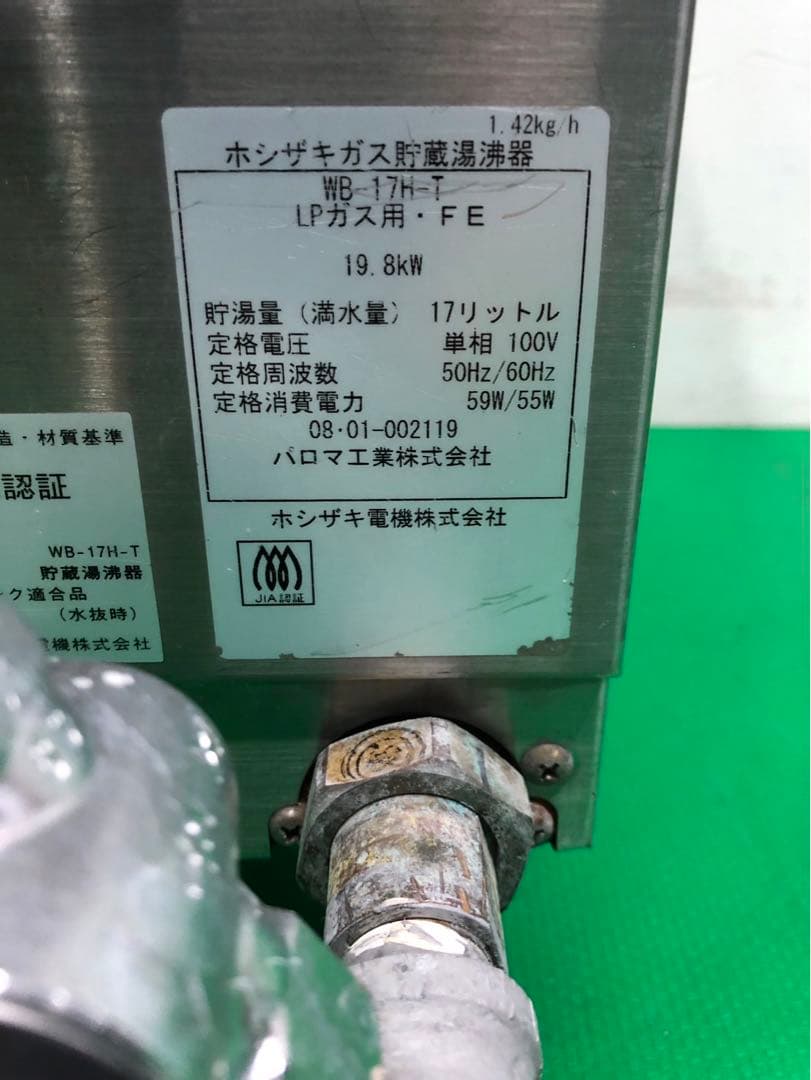 1.42kg/h
ホシザキガス貯蔵湯沸器
WB-17H-T
LPガス用・FE
19.8kW
貯湯量（満水量） 17リットル
定格電圧 単相 100V
定格周波数 50Hz/60Hz
定格消費電力 59W/55W
08・01-002119
パロマ工業株式会社
ホシザキ電機株式会社
JIA認証
造・材質基準
認証
WB-17H-T
貯蔵湯沸器
ク適合品
（水抜時）
電機株式会社